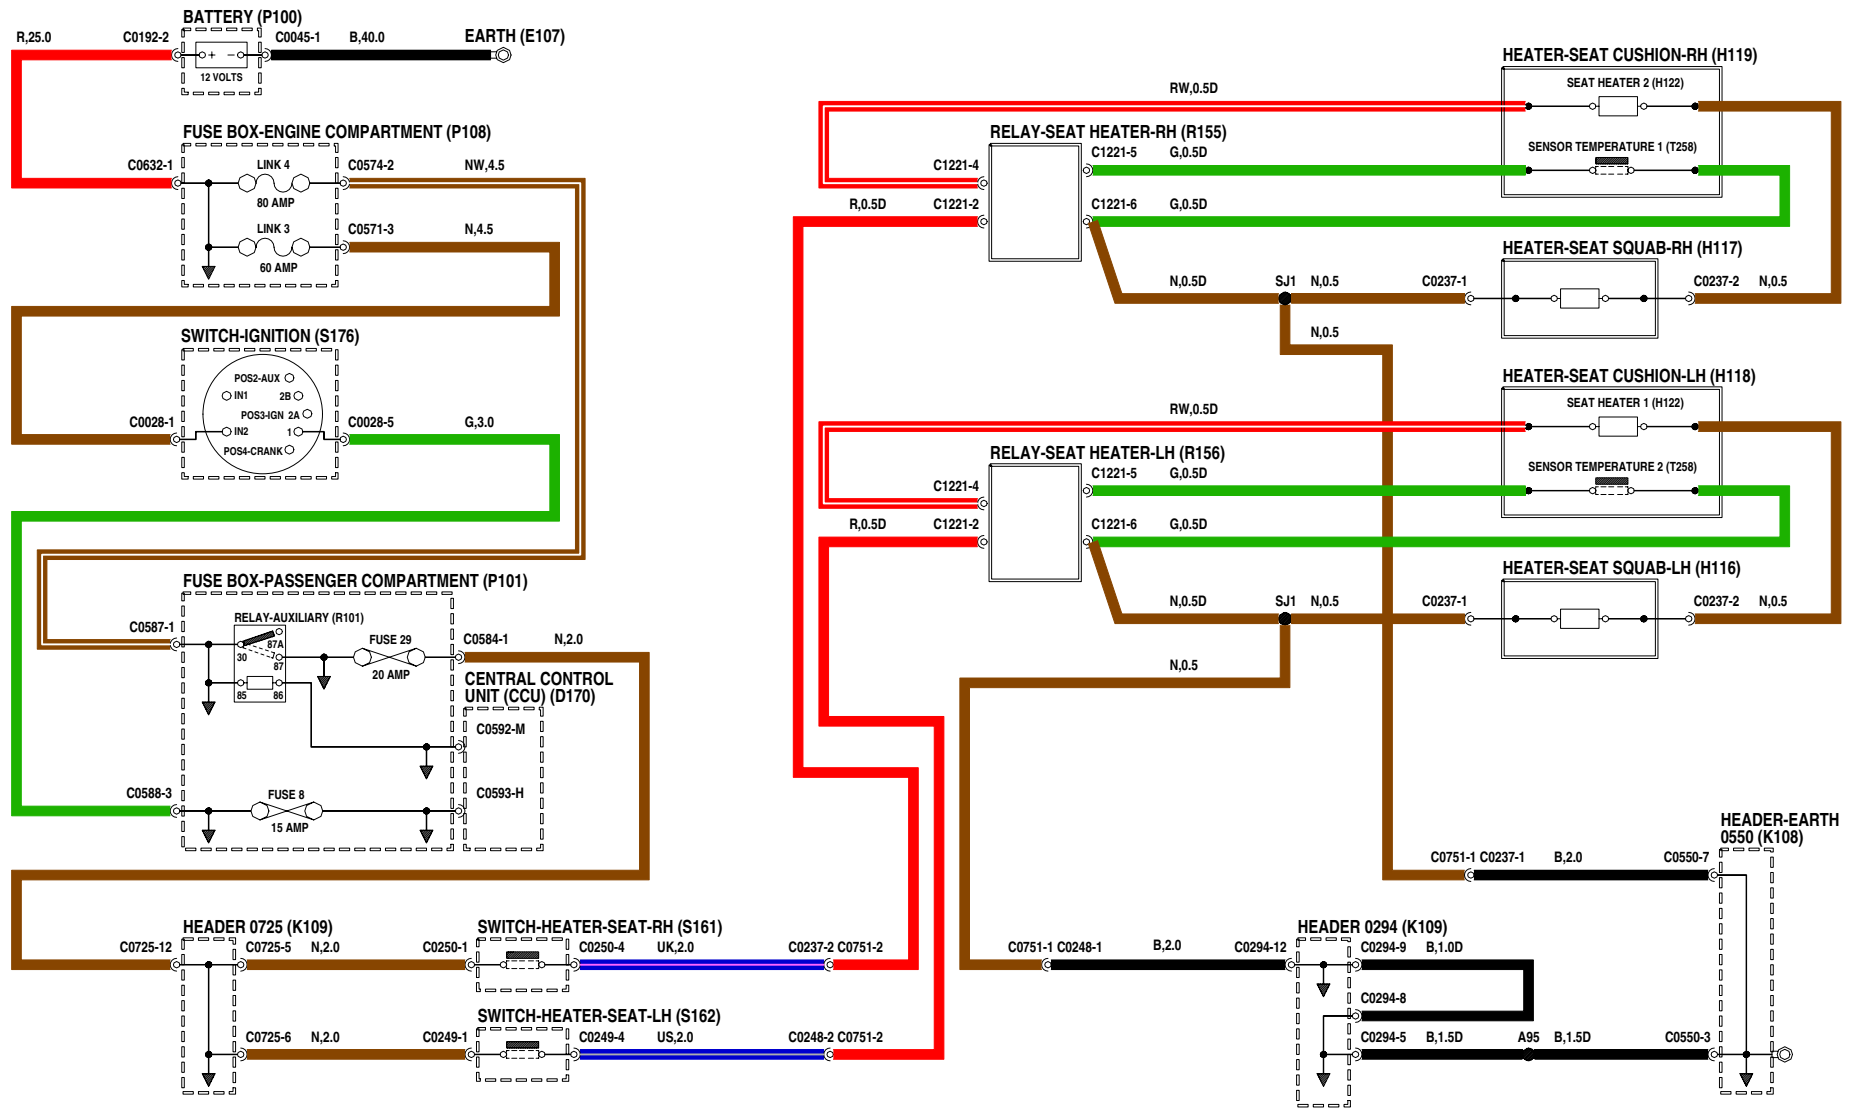 BATTERY (P100)
R,25.0
C0192-2
C0045-1
B,40.0
EARTH (E107)
+
−
12 VOLTS
FUSE BOX-ENGINE COMPARTMENT (P108)
C0632-1
LINK 4
C0574-2
NW,4.5
80 AMP
LINK 3
C0571-3
N,4.5
60 AMP
SWITCH-IGNITION (S176)
POS2-AUX
IN1
2B
POS3-IGN 2A
C0028-1
IN2
1
C0028-5
G,3.0
POS4-CRANK
FUSE BOX-PASSENGER COMPARTMENT (P101)
C0587-1
RELAY-AUXILIARY (R101)
87A
30
87
85
86
FUSE 29
20 AMP
C0584-1
N,2.0
CENTRAL CONTROL
UNIT (CCU) (D170)
C0592-M
C0593-H
C0588-3
FUSE 8
15 AMP
HEADER 0725 (K109)
C0725-12
C0725-5
N,2.0
C0250-1
SWITCH-HEATER-SEAT-RH (S161)
C0250-4
UK,2.0
C0237-2 C0751-2
C0725-6
N,2.0
C0249-1
SWITCH-HEATER-SEAT-LH (S162)
C0249-4
US,2.0
C0248-2 C0751-2
HEATER-SEAT CUSHION-RH (H119)
SEAT HEATER 2 (H122)
RW,0.5D
RELAY-SEAT HEATER-RH (R155)
C1221-4
C1221-5
G,0.5D
SENSOR TEMPERATURE 1 (T258)
R,0.5D
C1221-2
C1221-6
G,0.5D
HEATER-SEAT SQUAB-RH (H117)
N,0.5D
SJ1
N,0.5
C0237-1
C0237-2
N,0.5
N,0.5
HEATER-SEAT CUSHION-LH (H118)
SEAT HEATER 1 (H122)
RW,0.5D
RELAY-SEAT HEATER-LH (R156)
C1221-4
C1221-5
G,0.5D
SENSOR TEMPERATURE 2 (T258)
R,0.5D
C1221-2
C1221-6
G,0.5D
HEATER-SEAT SQUAB-LH (H116)
N,0.5D
SJ1
N,0.5
C0237-1
C0237-2
N,0.5
N,0.5
HEADER-EARTH
0550 (K108)
C0751-1 C0237-1
B,2.0
C0550-7
HEADER 0294 (K109)
C0751-1 C0248-1
B,2.0
C0294-12
C0294-9
B,1.0D
C0294-8
C0294-5
B,1.5D
A95
B,1.5D
C0550-3